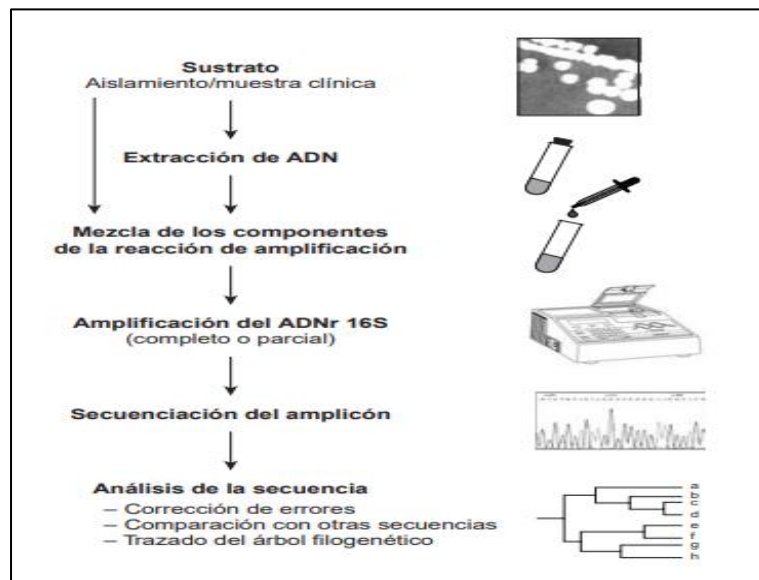 Sustrato
Aislamiento/muestra clínica
Extracción de ADN
Mezcla de los componentes
de la reacción de amplificación
Amplificación del ADNr 16S
(completo o parcial)
Secuenciación del amplicón
Análisis de la secuencia
– Corrección de errores
– Comparación con otras secuencias
– Trazado del árbol filogenético
a
b
c
d
e
f
g
h